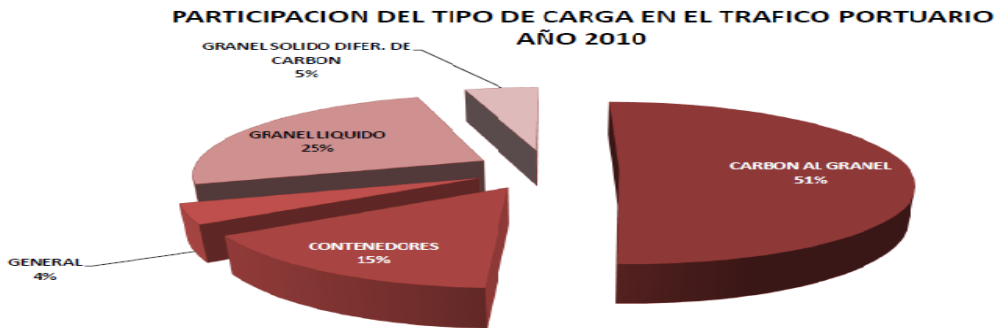 PARTICIPACION DEL TIPO DE CARGA EN EL TRAFICO PORTUARIO
AÑO 2010
GRANEL SOLIDO DIFER. DE
CARBON
5%
GRANEL LIQUIDO
25%
CARBON AL GRANEL
51%
GENERAL
4%
CONTENEDORES
15%